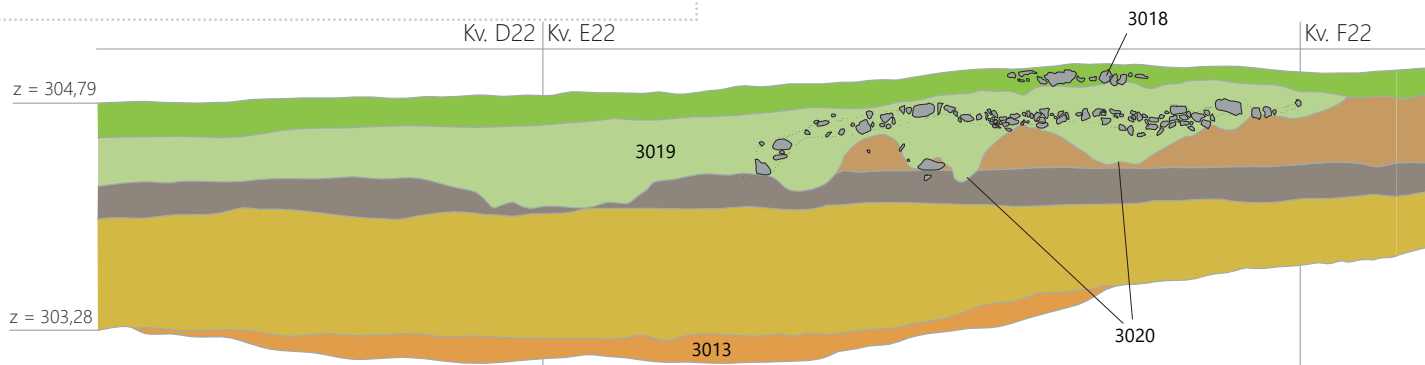 3018
Kv. D22 Kv. E22 Kv. F22
z = 304,79
3019
z = 303,28
3020
3013